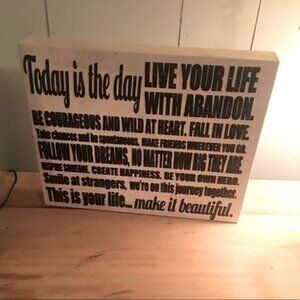 Today is the day LIVE YOUR LIFE
WITH ABANDON.
BE COURAGEOUS AND WILD AT HEART. FALL IN LOVE.
Take chances and be spontaneous. MAKE FRIENDS WHEREVER YOU GO.
FOLLOW YOUR DREAMS, NO MATTER HOW BIG THEY ARE.
INSPIRE SOMEONE. CREATE HAPPINESS. BE YOUR OWN HERO.
Smile at strangers, we're on this journey together.
This is your life... make it beautiful.